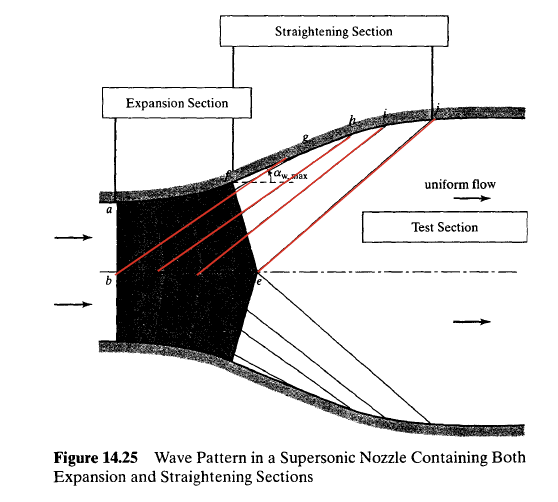 Straightening Section
Expansion Section
g
h
i
j
f
α w, max
a
uniform flow
Test Section
b
e
Figure 14.25 Wave Pattern in a Supersonic Nozzle Containing Both
Expansion and Straightening Sections